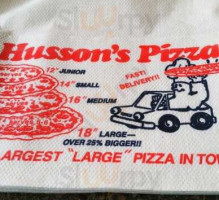 Husson's Pizza
12" JUNIOR
14" SMALL
16" MEDIUM
18" LARGE—
OVER 25% BIGGER!!
FAST!
DELIVERY!!
LARGEST "LARGE" PIZZA IN TOW